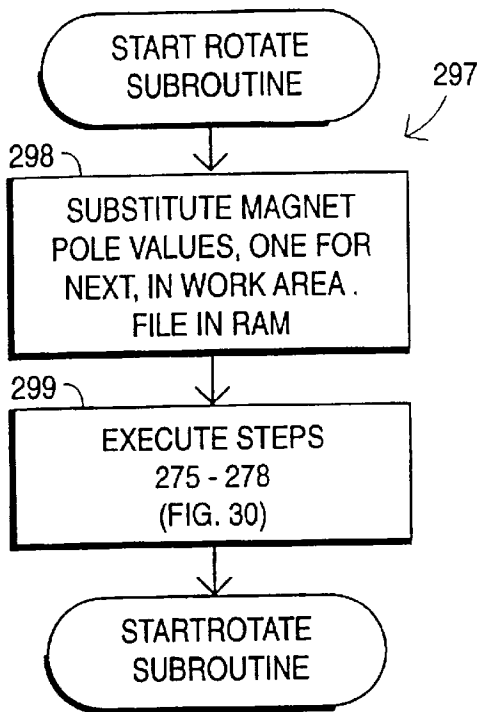 START ROTATE
SUBROUTINE
297
298
SUBSTITUTE MAGNET
POLE VALUES, ONE FOR
NEXT, IN WORK AREA .
FILE IN RAM
299
EXECUTE STEPS
275 - 278
(FIG. 30)
STARTROTATE
SUBROUTINE